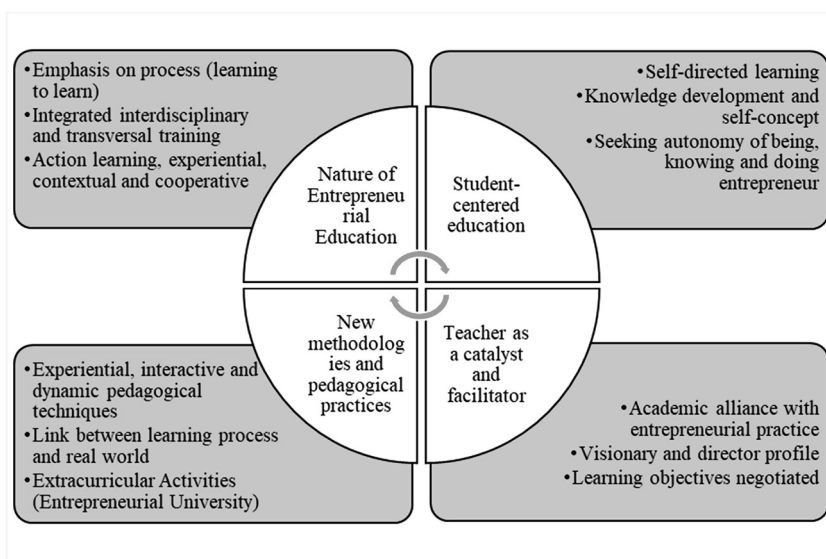 •Emphasis on process (learning
to learn)
•Integrated interdisciplinary
and transversal training
•Action learning, experiential,
contextual and cooperative
Nature of
Entrepreneu
rial
Education
•Self-directed learning
•Knowledge development and
self-concept
•Seeking autonomy of being,
knowing and doing
entrepreneur
Student-
centered
education
New
methodolog
ies and
pedagogical
practices
•Experiential, interactive and
dynamic pedagogical
techniques
•Link between learning process
and real world
•Extracurricular Activities
(Entrepreneurial University)
Teacher as
a catalyst
and
facilitator
•Academic alliance with
entrepreneurial practice
•Visionary and director profile
•Learning objectives negotiated